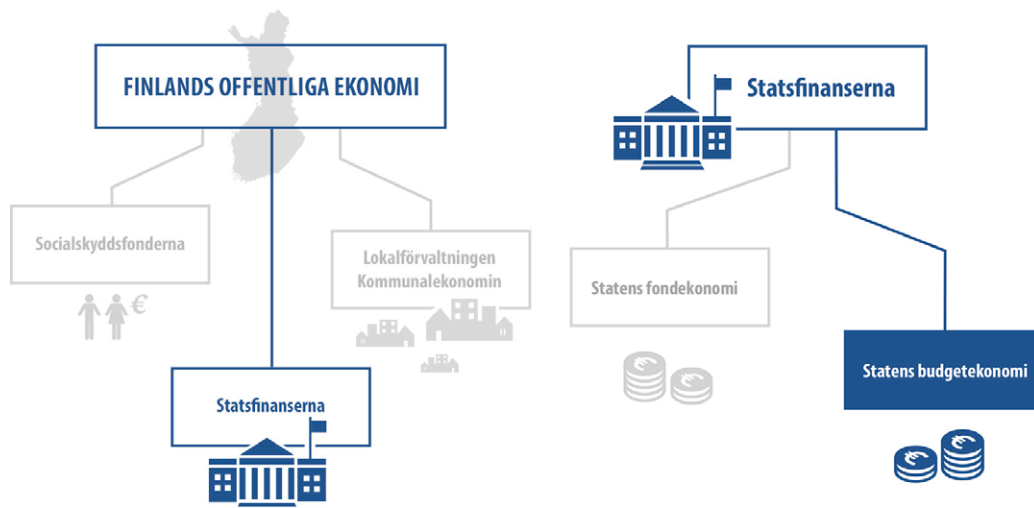 FINLANDS OFFENTLIGA EKONOMI
Socialskyddsfonderna
€
Lokalförvaltningen
Kommunalekonomin
Statsfinanserna
Statsfinanserna
Statens fondekonomi
€
€
Statens budgetekonomi
€
€